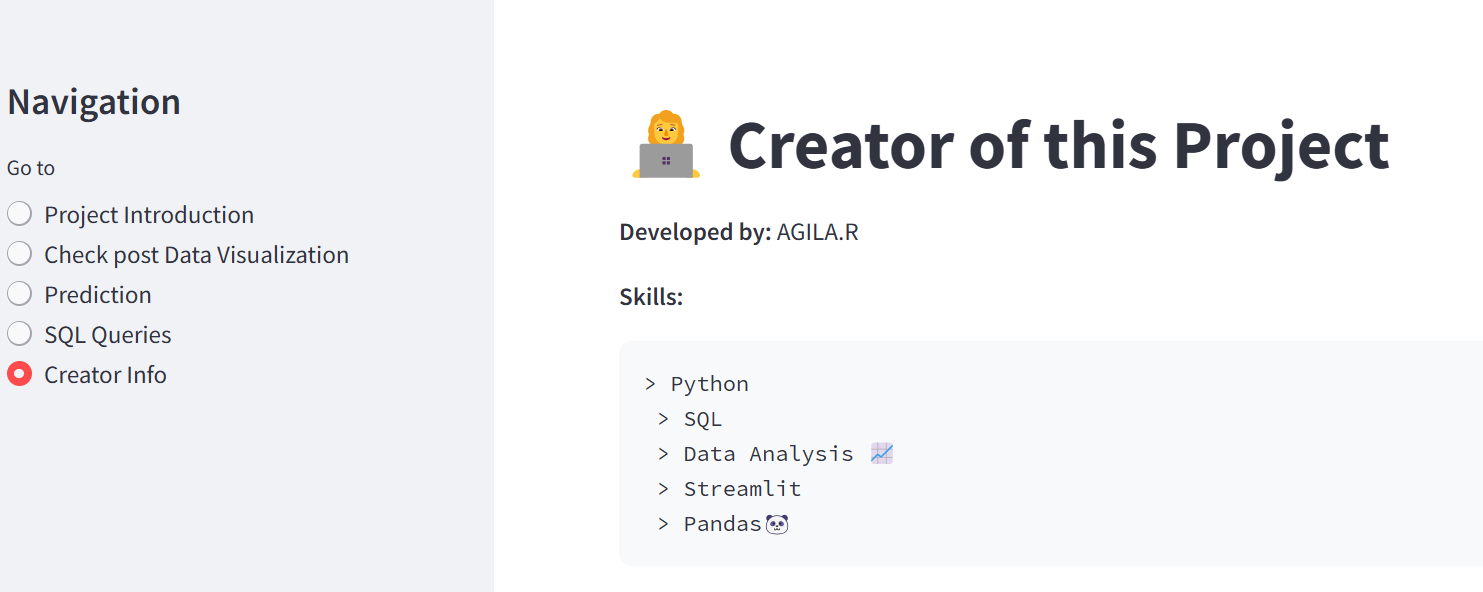 Navigation
Go to
Project Introduction
Check post Data Visualization
Prediction
SQL Queries
Creator Info
Creator of this Project
Developed by: AGILA.R
Skills:
> Python
> SQL
> Data Analysis 📈
> Streamlit
> Pandas🐼